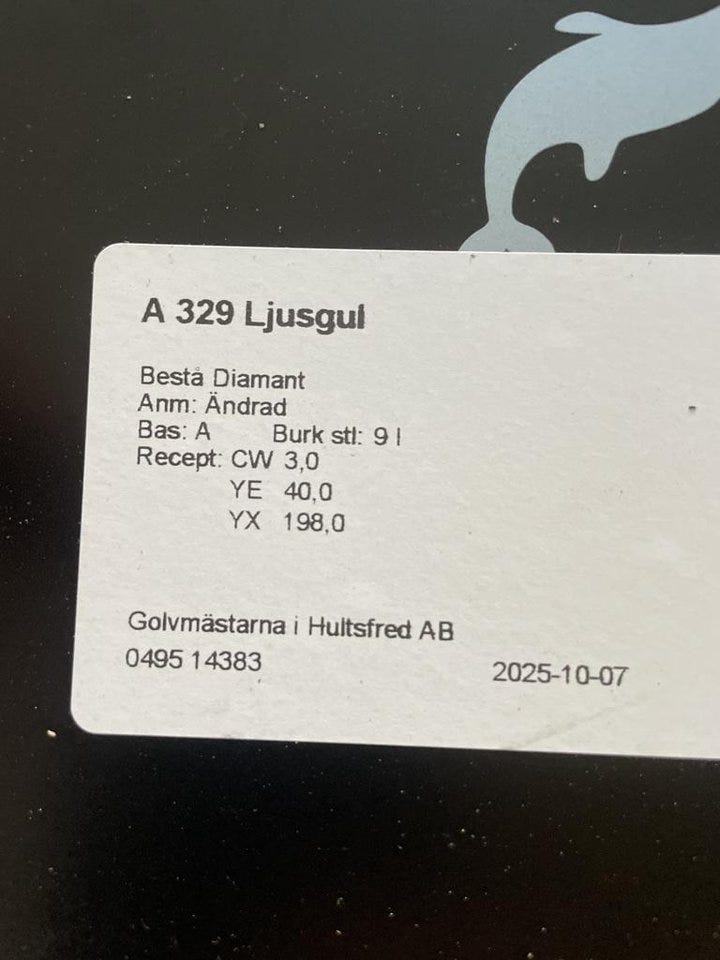 A 329 Ljusgul
Bestå Diamant
Anm: Ändrad
Bas: A Burk stl: 9 l
Recept: CW 3,0
YE 40,0
YX 198,0
Golvmästarna i Hultsfred AB
0495 14383 2025-10-07